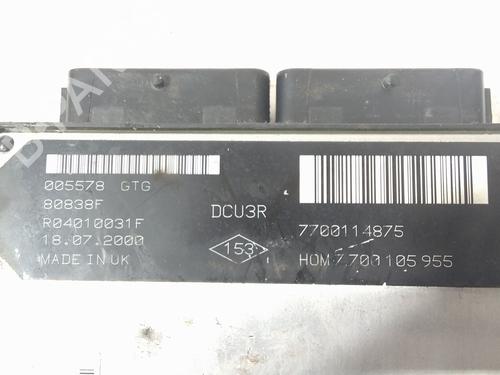 005578 GTG
80838F
R04010031F
18.07.2000
MADE IN UK
DCU3R
153
7700114875
HOM 7700105955